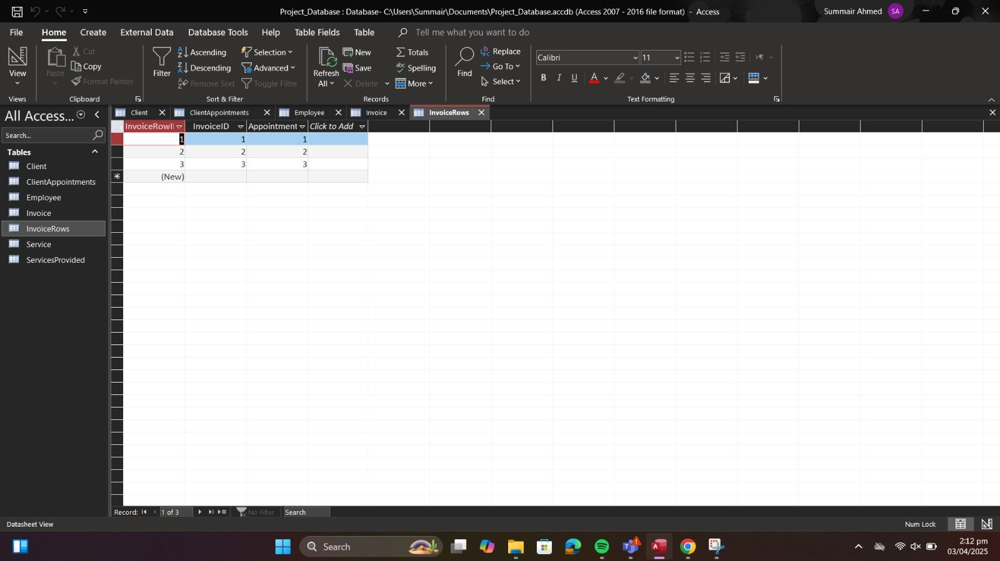 Project_Database : Database- C:\Users\Summair\Documents\Project_Database.accdb (Access 2007 - 2016 file format) - Access
Summair Ahmed SA
File Home Create External Data Database Tools Help Table Fields Table Tell me what you want to do
View
Views
Paste
Cut
Copy
Format Painter
Clipboard
Filter
Ascending
Descending
Remove Sort
Selection
Advanced
Toggle Filter
Sort & Filter
Refresh
All
New
Save
Delete
Totals
Spelling
More
Records
Find
Replace
Go To
Select
Find
Calibri 11
B I U A
Text Formatting
All Access...
Search...
Tables
Client
ClientAppointments
Employee
Invoice
InvoiceRows
Service
ServicesProvided
Client ClientAppointments Employee Invoice InvoiceRows
InvoiceRowI InvoiceID Appointment Click to Add
1 1 1
2 2 2
3 3 3
(New)
Record: 1 of 3 No Filter Search
Datasheet View Num Lock
Search
2:12 pm
03/04/2025